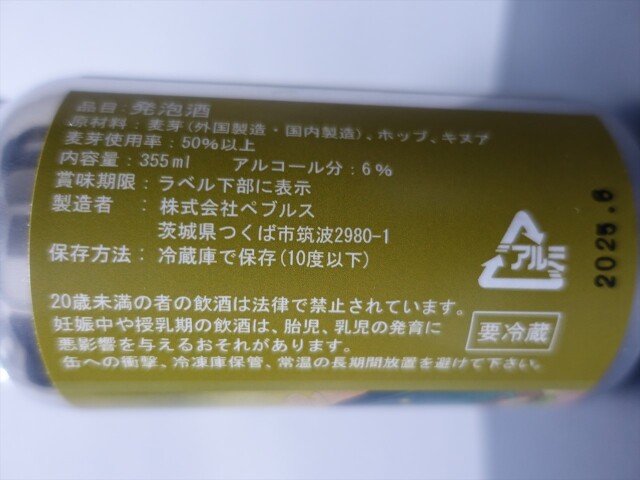 品目：発泡酒
原材料：麦芽(外国製造・国内製造)、ホップ、キヌア
麦芽使用率：50%以上
内容量：355ml　アルコール分：6%
賞味期限：ラベル下部に表示
製造者　：株式会社ペブルス
茨城県つくば市筑波2980-1
保存方法：冷蔵庫で保存(10度以下)
アルミ
2025.6
20歳未満の者の飲酒は法律で禁止されています。
妊娠中や授乳期の飲酒は、胎児、乳児の発育に
悪影響を与えるおそれがあります。
要冷蔵
缶への衝撃、冷凍庫保管、常温の長期間放置を避けて下さい。